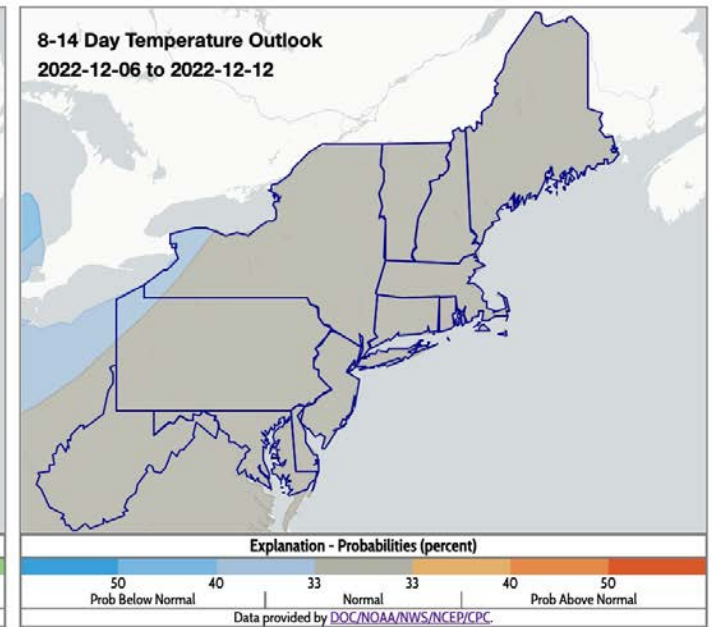 8-14 Day Temperature Outlook
2022-12-06 to 2022-12-12
Explanation - Probabilities (percent)
50 40 33 33 40 50
Prob Below Normal | Normal | Prob Above Normal
Data provided by DOC/NOAA/NWS/NCEP/CPC.